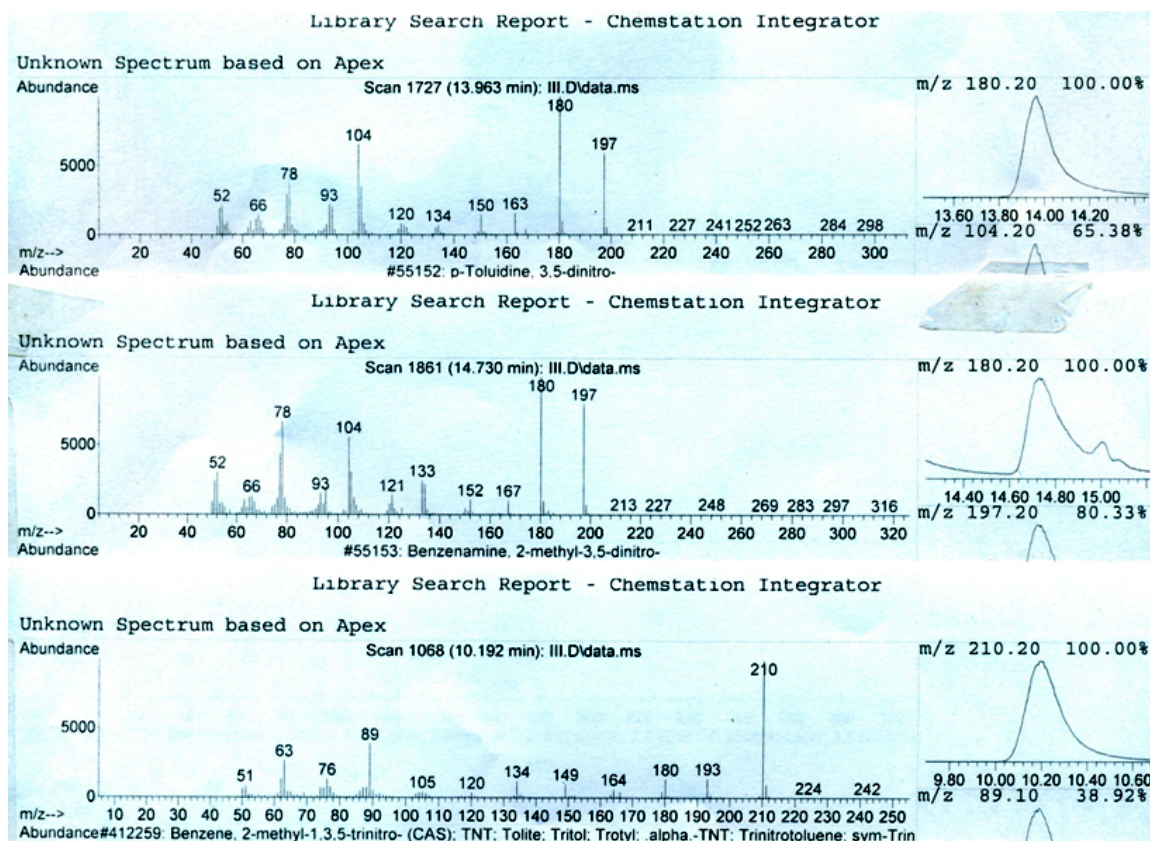 Library Search Report - Chemstation Integrator
Unknown Spectrum based on Apex
Abundance
Scan 1727 (13.963 min): III.D\data.ms
m/z 180.20 100.00%
180
104
197
5000
78
52
66
93
120
134
150
163
211 227 241 252 263 284 298
0
m/z--> 20 40 60 80 100 120 140 160 180 200 220 240 260 280 300
13.60 13.80 14.00 14.20
m/z 104.20 65.38%
Abundance #55152: p-Toluidine, 3,5-dinitro-
Library Search Report - Chemstation Integrator
Unknown Spectrum based on Apex
Abundance
Scan 1861 (14.730 min): III.D\data.ms
m/z 180.20 100.00%
180
197
78
104
5000
52
66
93
121
133
152
167
213 227 248 269 283 297 316
0
m/z--> 20 40 60 80 100 120 140 160 180 200 220 240 260 280 300 320
14.40 14.60 14.80 15.00
m/z 197.20 80.33%
Abundance #55153: Benzenamine, 2-methyl-3,5-dinitro-
Library Search Report - Chemstation Integrator
Unknown Spectrum based on Apex
Abundance
Scan 1068 (10.192 min): III.D\data.ms
m/z 210.20 100.00%
210
5000
89
63
51
76
105 120 134 149 164 180 193
224 242
0
m/z--> 10 20 30 40 50 60 70 80 90 100 110 120 130 140 150 160 170 180 190 200 210 220 230 240 250
9.80 10.00 10.20 10.40 10.60
m/z 89.10 38.92%
Abundance#412259: Benzene, 2-methyl-1,3,5-trinitro- (CAS); TNT; Tolite; Tritol; Trotyl; .alpha.-TNT; Trinitrotoluene; sym-Trin